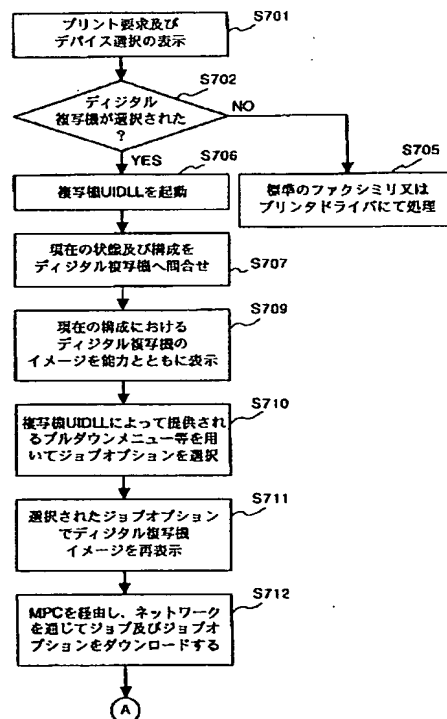 S701
プリント要求及び
デバイス選択の表示
S702
ディジタル
複写機が選択された
?
NO
YES
S705
標準のファクシミリ又は
プリンタドライバにて処理
S706
複写機UIDLLを起動
現在の状態及び構成を
ディジタル複写機へ問合せ
S707
S709
現在の構成における
ディジタル複写機の
イメージを能力とともに表示
S710
複写機UIDLLによって提供され
るプルダウンメニュー等を用
いてジョブオプションを選択
S711
選択されたジョブオプション
でディジタル複写機
イメージを再表示
S712
MPCを経由し、ネットワーク
を通じてジョブ及びジョブオ
プションをダウンロードする
A